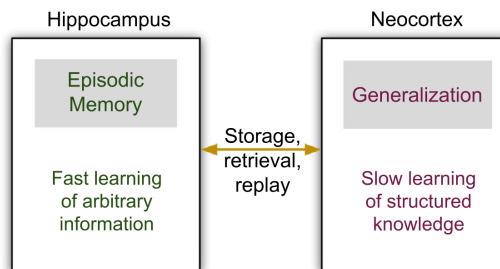 Hippocampus
Episodic
Memory
Fast learning
of arbitrary
information
Storage,
retrieval,
replay
Neocortex
Generalization
Slow learning
of structured
knowledge